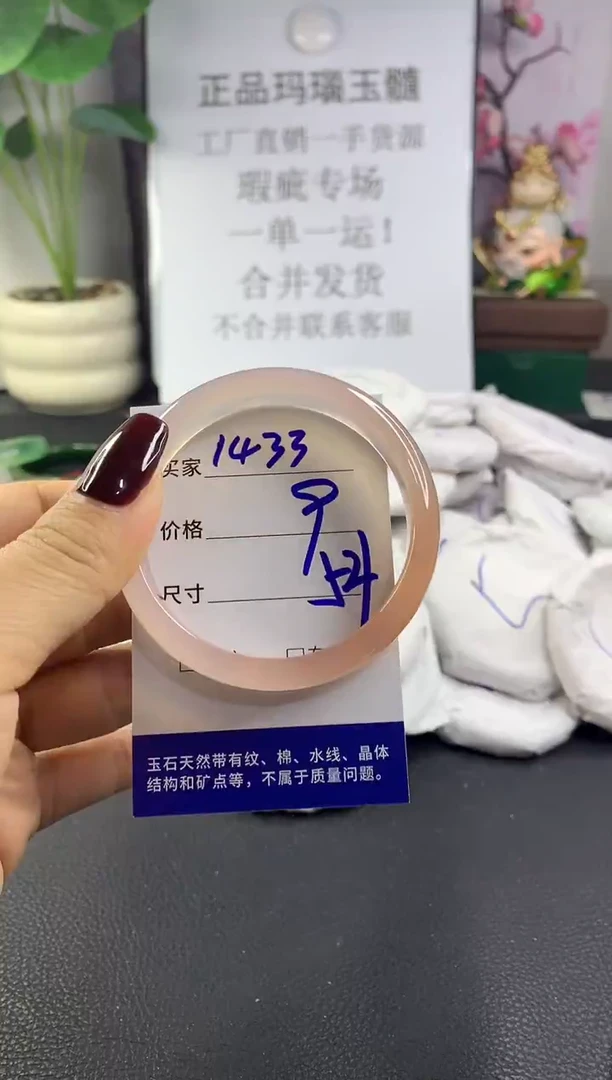 正品玛瑙玉髓
工厂直销一手货源
瑕疵专场
一单一运!
合并发货
不合并联系客服
买家 1433
价格
尺寸 54
玉石天然带有纹、棉、水线、晶体
结构和矿点等，不属于质量问题。